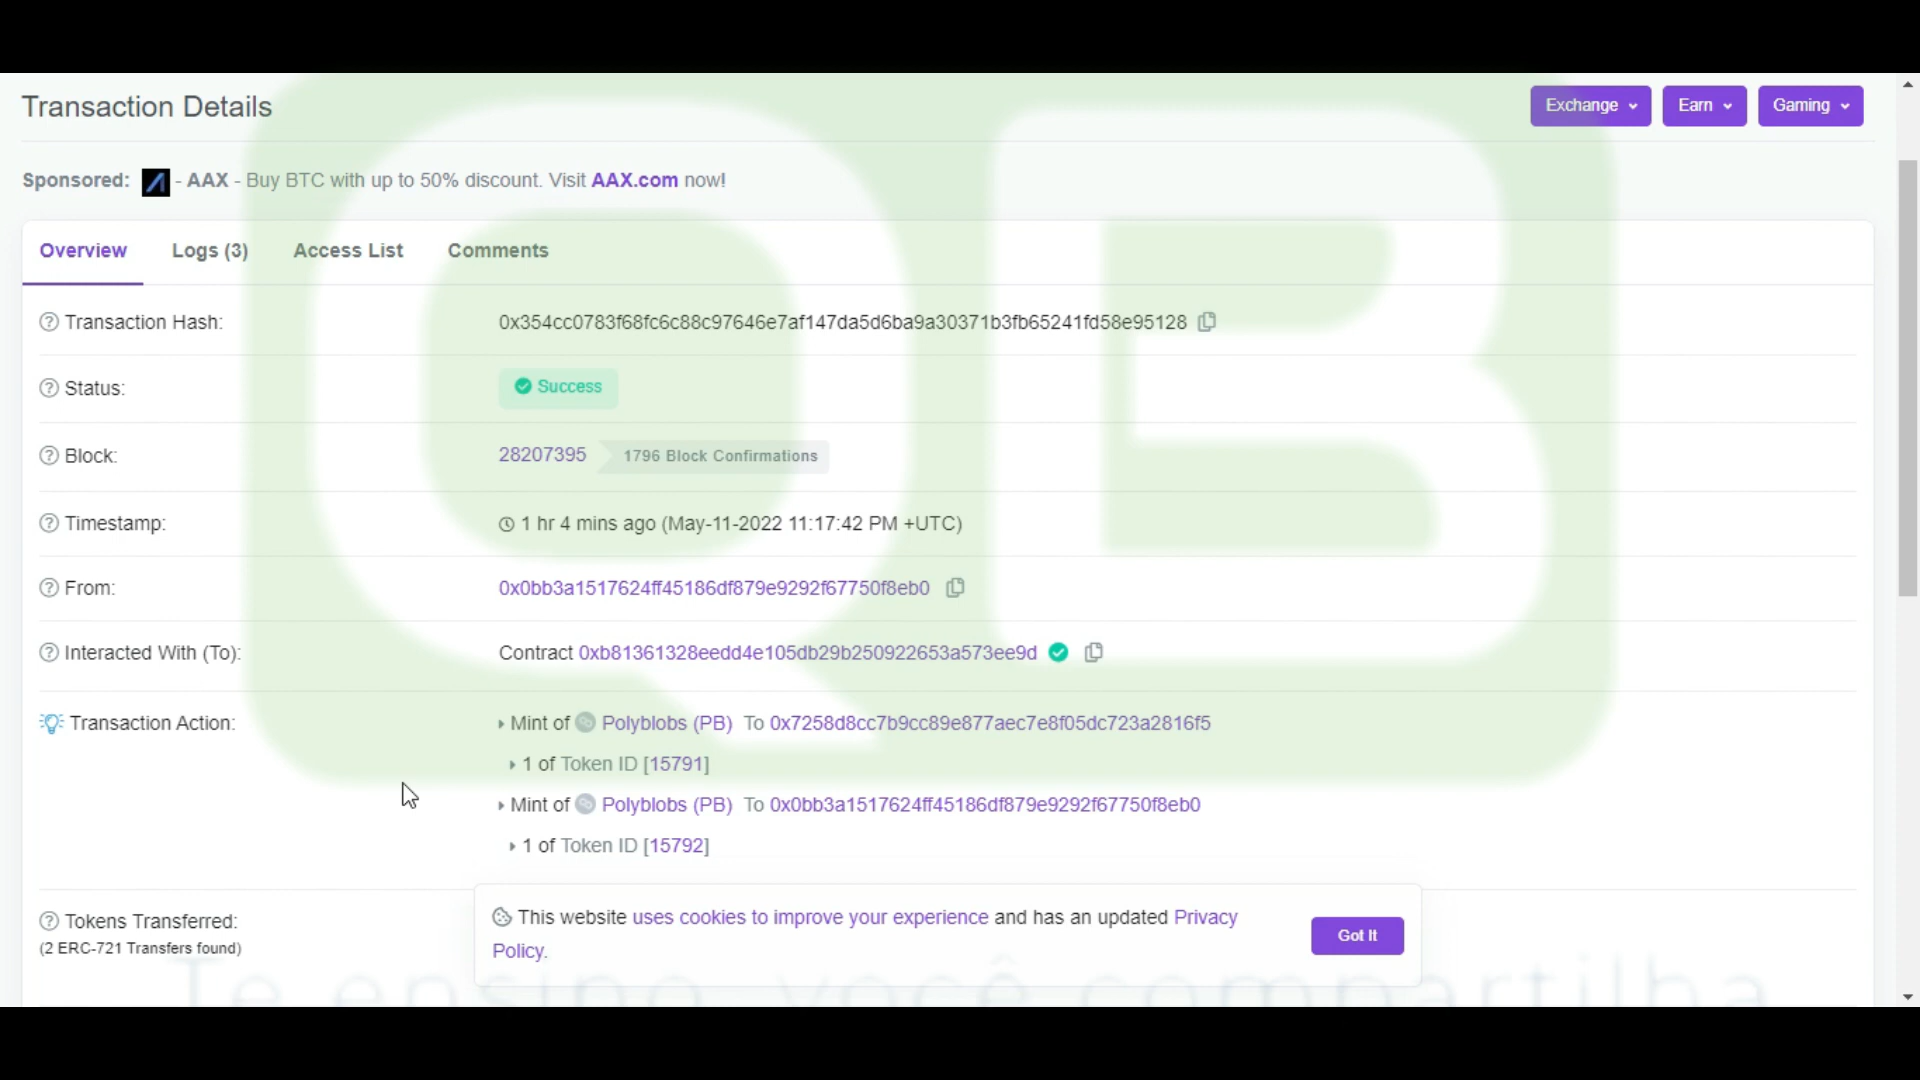 Transaction Details
Exchange
Earn
Gaming
Sponsored: - AAX - Buy BTC with up to 50% discount. Visit AAX.com now!
Overview
Logs (3)
Access List
Comments
Transaction Hash: 0x354cc0783f68fc6c88c97646e7af147da5d6ba9a30371b3fb65241fd58e95128
Status: Success
Block: 28207395 1796 Block Confirmations
Timestamp: 1 hr 4 mins ago (May-11-2022 11:17:42 PM +UTC)
From: 0x0bb3a1517624ff45186df879e9292f67750f8eb0
Interacted With (To): Contract 0xb81361328eedd4e105db29b250922653a573ee9d
Transaction Action: Mint of Polyblobs (PB) To 0x7258d8cc7b9cc89e877aec7e8f05dc723a2816f5
1 of Token ID [15791]
Mint of Polyblobs (PB) To 0x0bb3a1517624ff45186df879e9292f67750f8eb0
1 of Token ID [15792]
Tokens Transferred:
(2 ERC-721 Transfers found)
This website uses cookies to improve your experience and has an updated Privacy
Policy.
Got It
QB
Te ensino, você compartilha